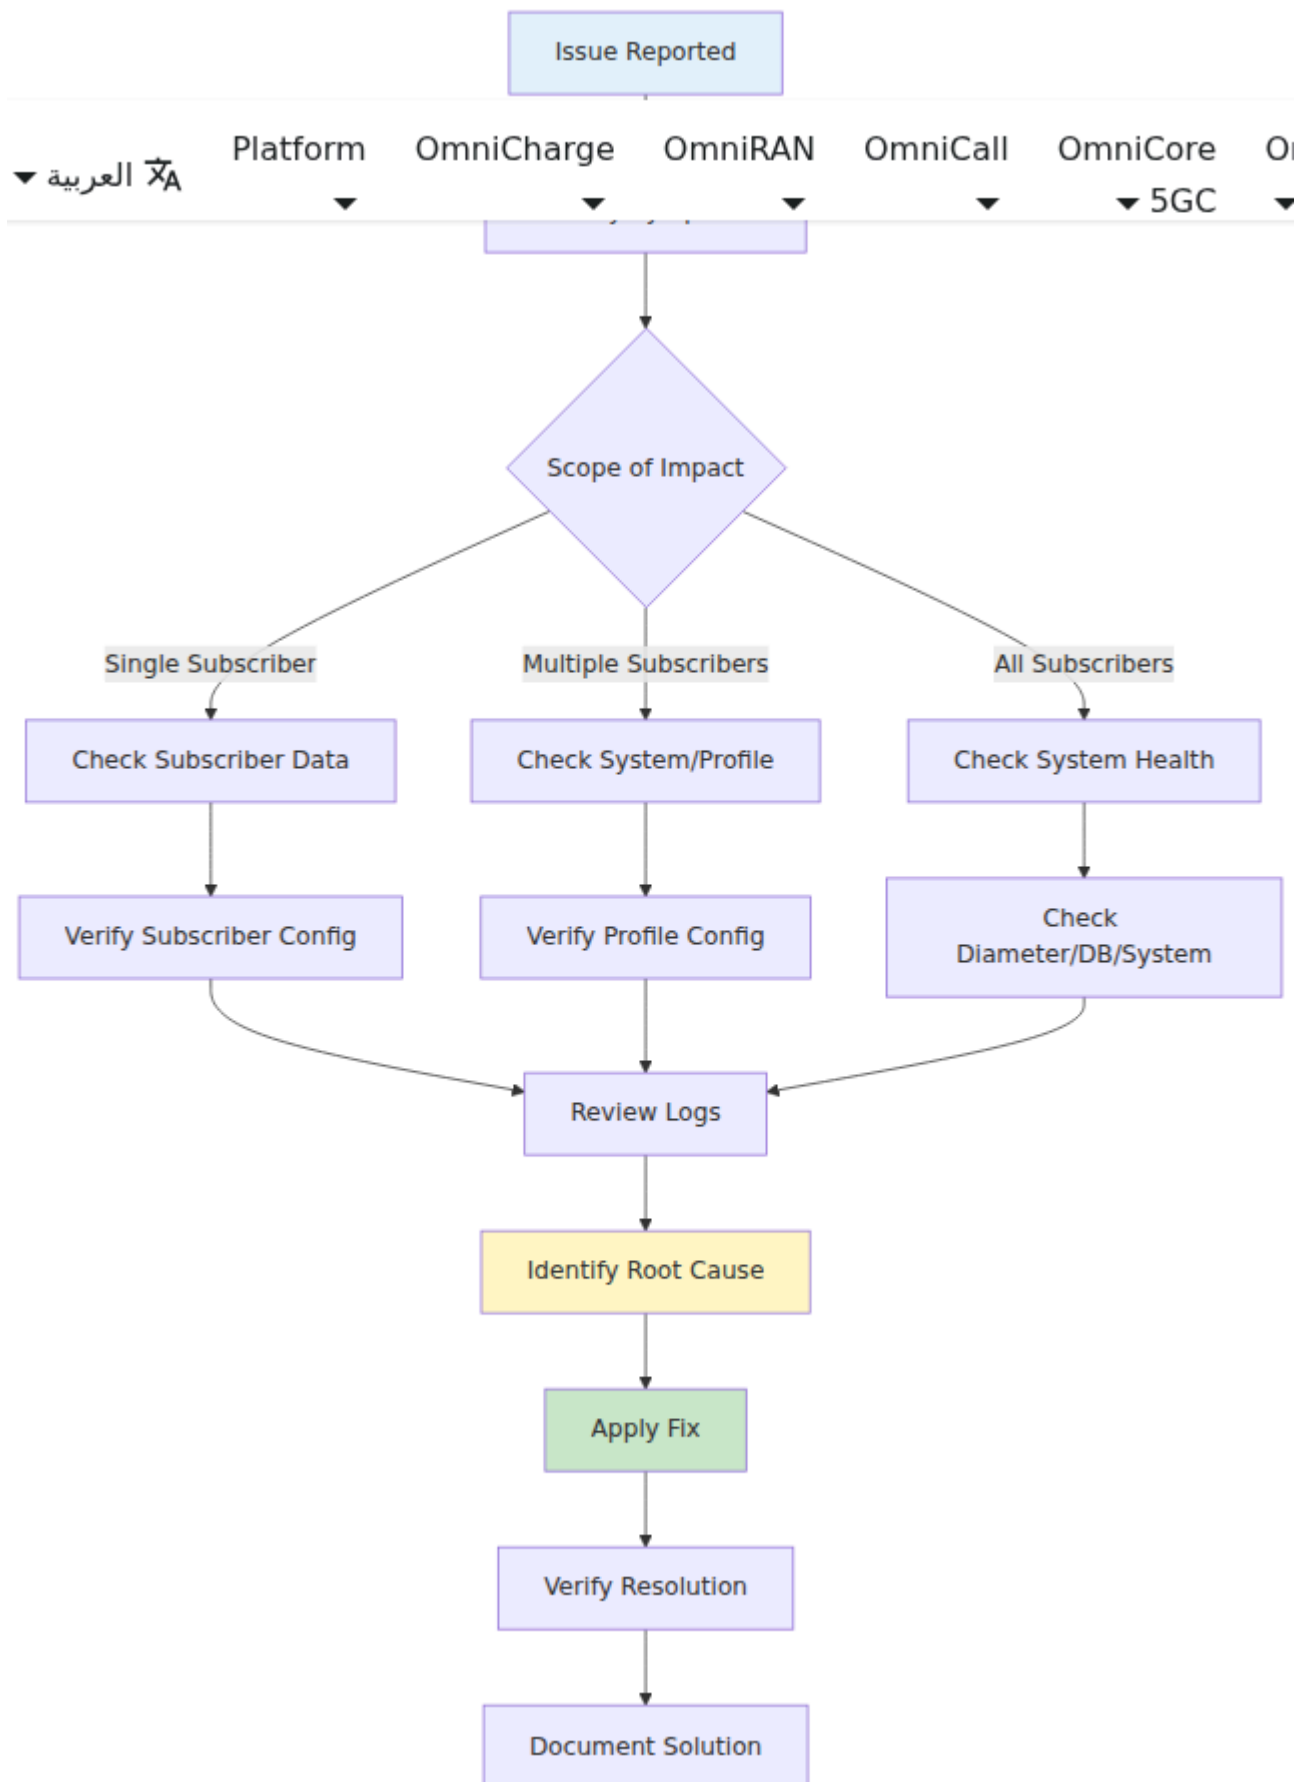 Issue Reported
العربية
Platform
OmniCharge
OmniRAN
OmniCall
OmniCore
5GC
Scope of Impact
Single Subscriber
Multiple Subscribers
All Subscribers
Check Subscriber Data
Check System/Profile
Check System Health
Verify Subscriber Config
Verify Profile Config
Check
Diameter/DB/System
Review Logs
Identify Root Cause
Apply Fix
Verify Resolution
Document Solution